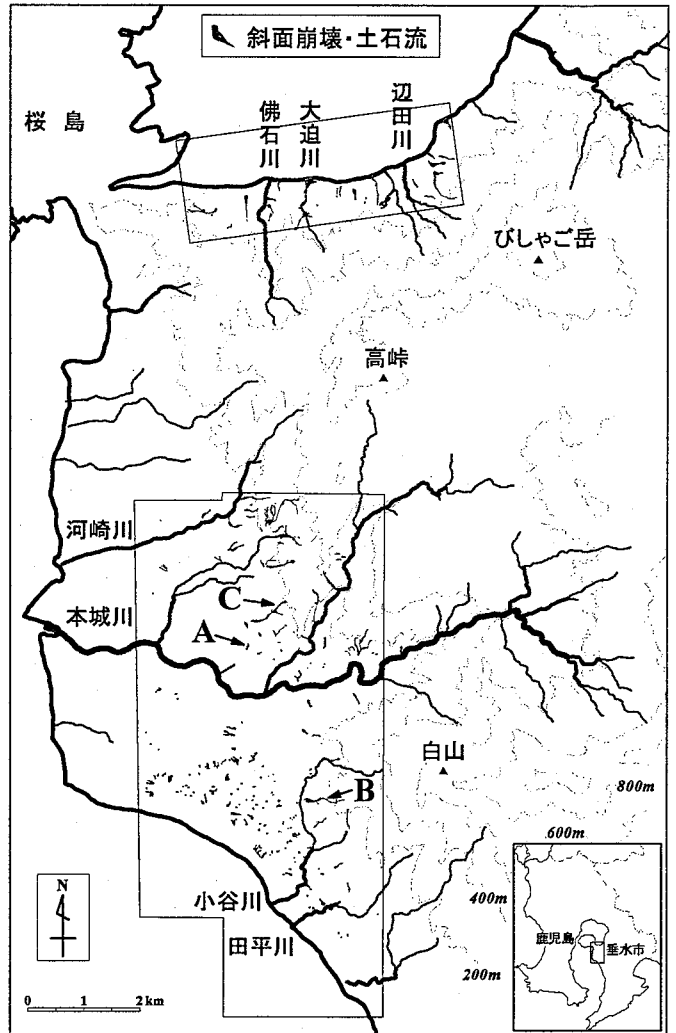 斜面崩壊・土石流
桜島
佛石川
大迫川
辺田川
びしゃご岳
高峠
河崎川
本城川
C
A
白山
B
800m
600m
小谷川
400m
田平川
200m
N
0 1 2km
鹿児島
垂水市